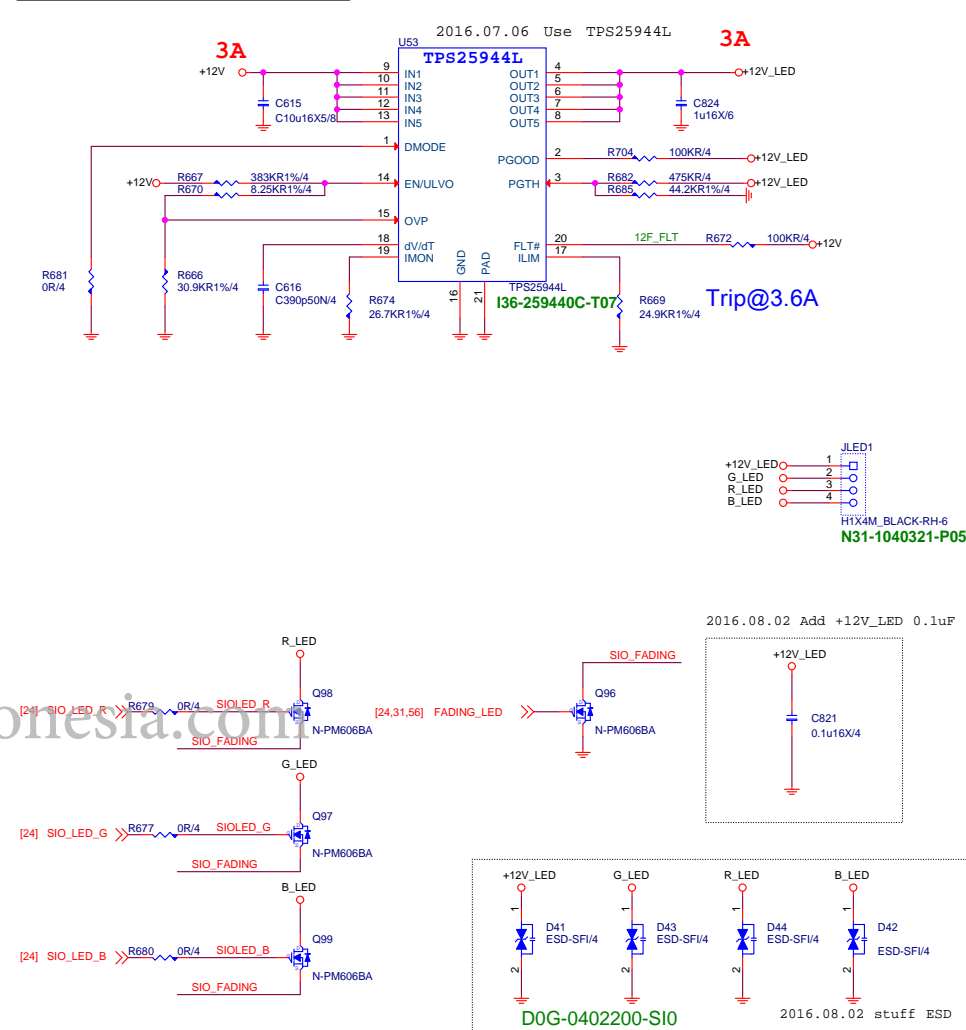 2016.07.06 Use TPS25944L
3A
3A
U53
TPS25944L
+12V
9 IN1
10 IN2
11 IN3
12 IN4
13 IN5
OUT1 4
OUT2 5
OUT3 6
OUT4 7
OUT5 8
+12V_LED
C615
C10u16X5/8
C824
1u16X/6
1 DMODE
PGOOD 2
R704 100KR/4
+12V_LED
+12V
R667 383KR1%/4
R670 8.25KR1%/4
14 EN/ULVO
PGTH 3
R682 475KR/4
R685 44.2KR1%/4
+12V_LED
15 OVP
18 dV/dT
19 IMON
FLT# 20
ILIM 17
12F_FLT
R672 100KR/4
+12V
GND
PAD
16
21
TPS25944L
I36-259440C-T07
R681
0R/4
R666
30.9KR1%/4
C616
C390p50N/4
R674
26.7KR1%/4
R669
24.9KR1%/4
Trip@3.6A
JLED1
+12V_LED 1
G_LED 2
R_LED 3
B_LED 4
H1X4M_BLACK-RH-6
N31-1040321-P05
2016.08.02 Add +12V_LED 0.1uF
+12V_LED
C821
0.1u16X/4
R_LED
[24] SIO_LED_R R679 0R/4 SIOLED_R
Q98
N-PM606BA
SIO_FADING
onesia.com
SIO_FADING
[24,31,56] FADING_LED
Q96
N-PM606BA
G_LED
[24] SIO_LED_G R677 0R/4 SIOLED_G
Q97
N-PM606BA
SIO_FADING
B_LED
[24] SIO_LED_B R680 0R/4 SIOLED_B
Q99
N-PM606BA
SIO_FADING
+12V_LED
G_LED
R_LED
B_LED
1
1
1
1
D41
ESD-SFI/4
D43
ESD-SFI/4
D44
ESD-SFI/4
D42
ESD-SFI/4
2
2
2
2
D0G-0402200-SI0
2016.08.02 stuff ESD